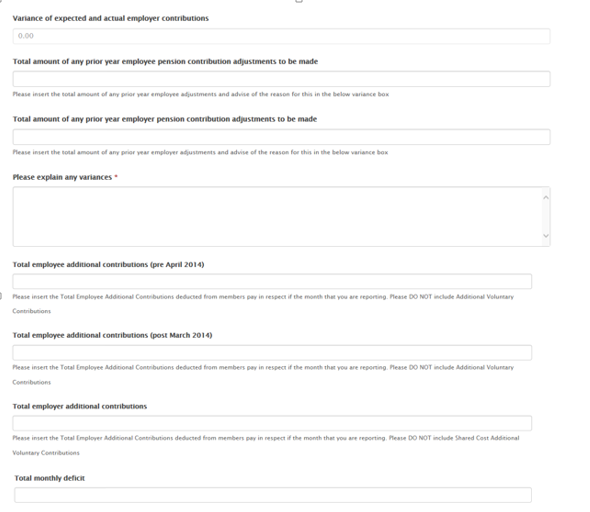 Variance of expected and actual employer contributions
0.00
Total amount of any prior year employee pension contribution adjustments to be made
Please insert the total amount of any prior year employee adjustments and advise of the reason for this in the below variance box
Total amount of any prior year employer pension contribution adjustments to be made
Please insert the total amount of any prior year employer adjustments and advise of the reason for this in the below variance box
Please explain any variances *
Total employee additional contributions (pre April 2014)
Please insert the Total Employee Additional Contributions deducted from members pay in respect if the month that you are reporting. Please DO NOT include Additional Voluntary
Contributions
Total employee additional contributions (post March 2014)
Please insert the Total Employee Additional Contributions deducted from members pay in respect if the month that you are reporting. Please DO NOT include Additional Voluntary
Contributions
Total employer additional contributions
Please insert the Total Employer Additional Contributions deducted from members pay in respect if the month that you are reporting. Please DO NOT include Shared Cost Additional
Voluntary Contributions
Total monthly deficit